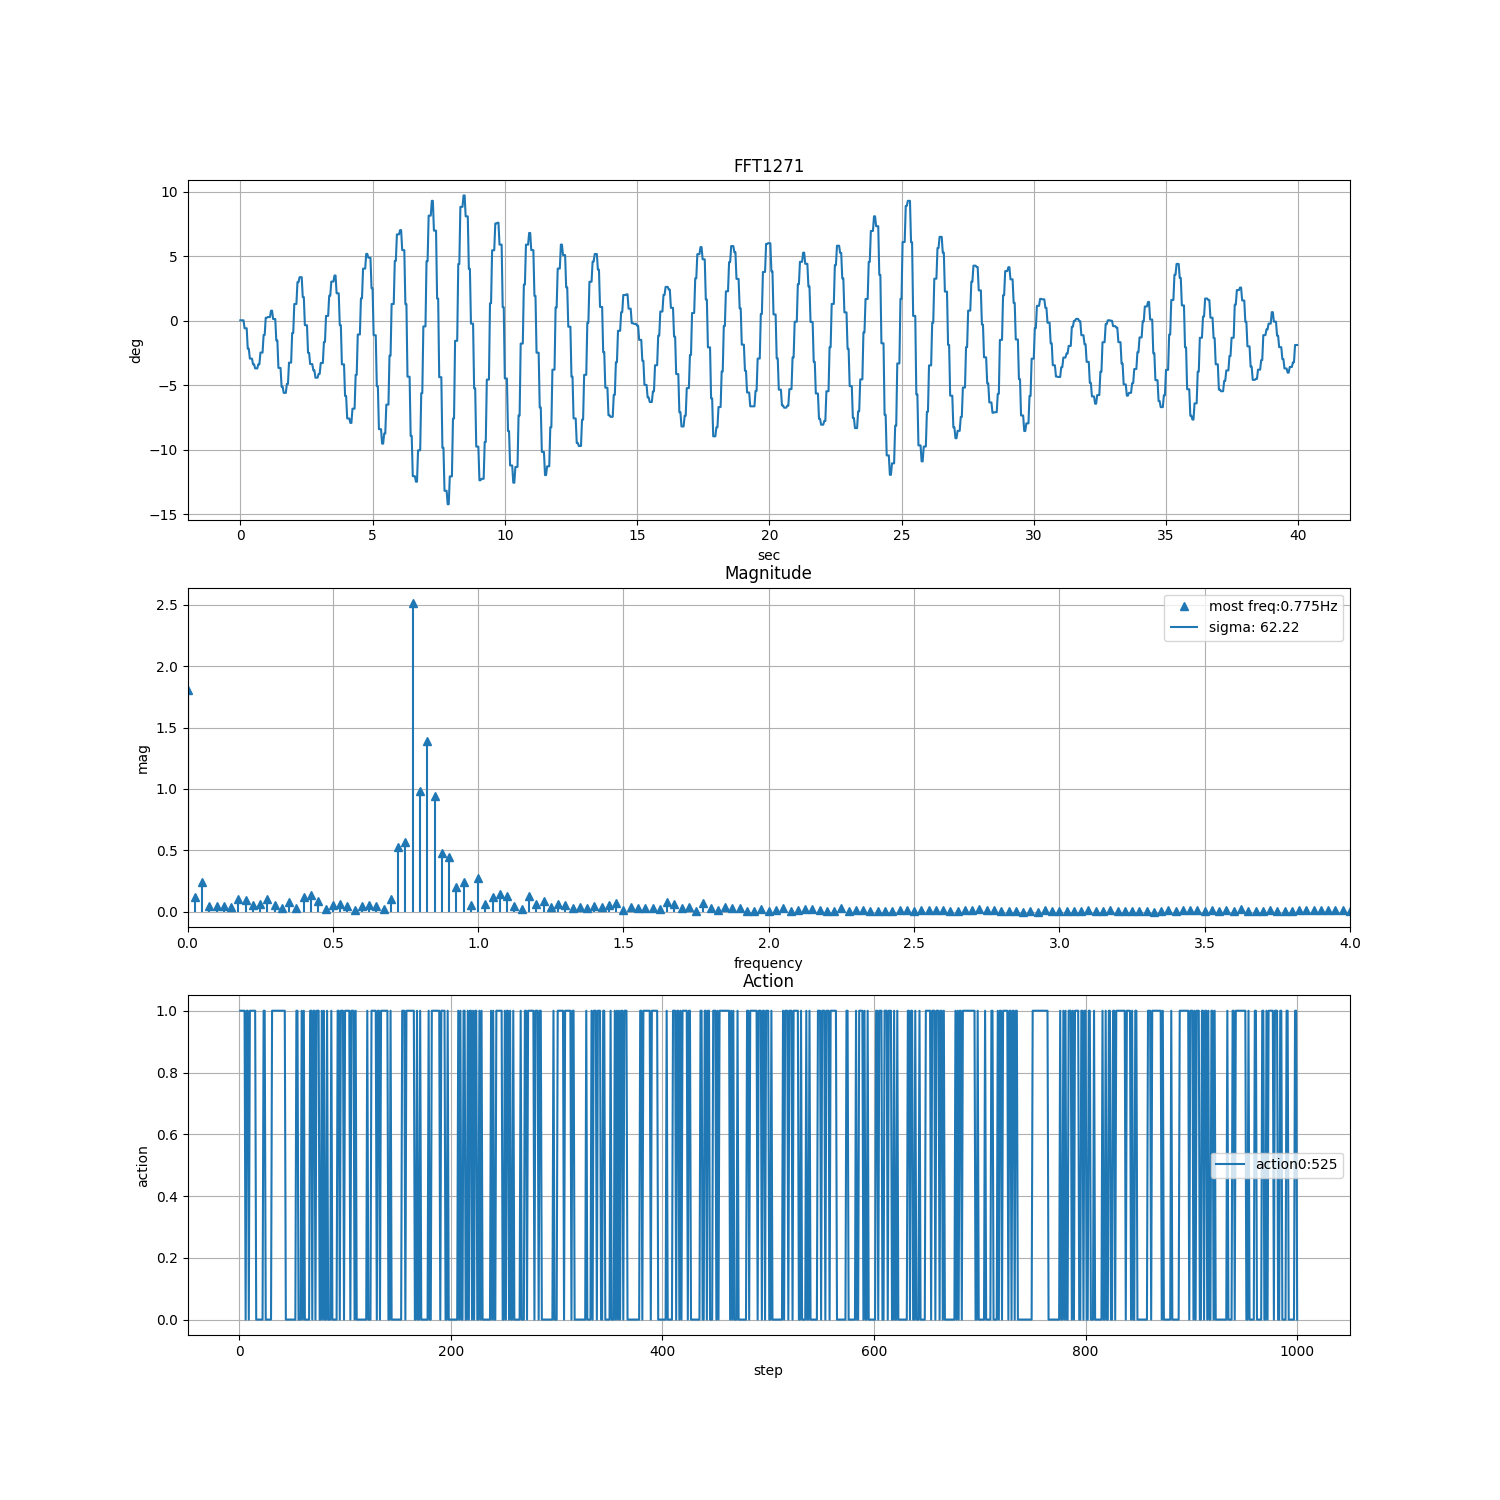 FFT1271
10
5
0
−5
−10
−15
deg
0 5 10 15 20 25 30 35 40
sec
Magnitude
2.5
2.0
1.5
1.0
0.5
0.0
mag
most freq:0.775Hz
sigma: 62.22
0.0 0.5 1.0 1.5 2.0 2.5 3.0 3.5 4.0
frequency
Action
1.0
0.8
0.6
0.4
0.2
0.0
action
action0:525
0 200 400 600 800 1000
step